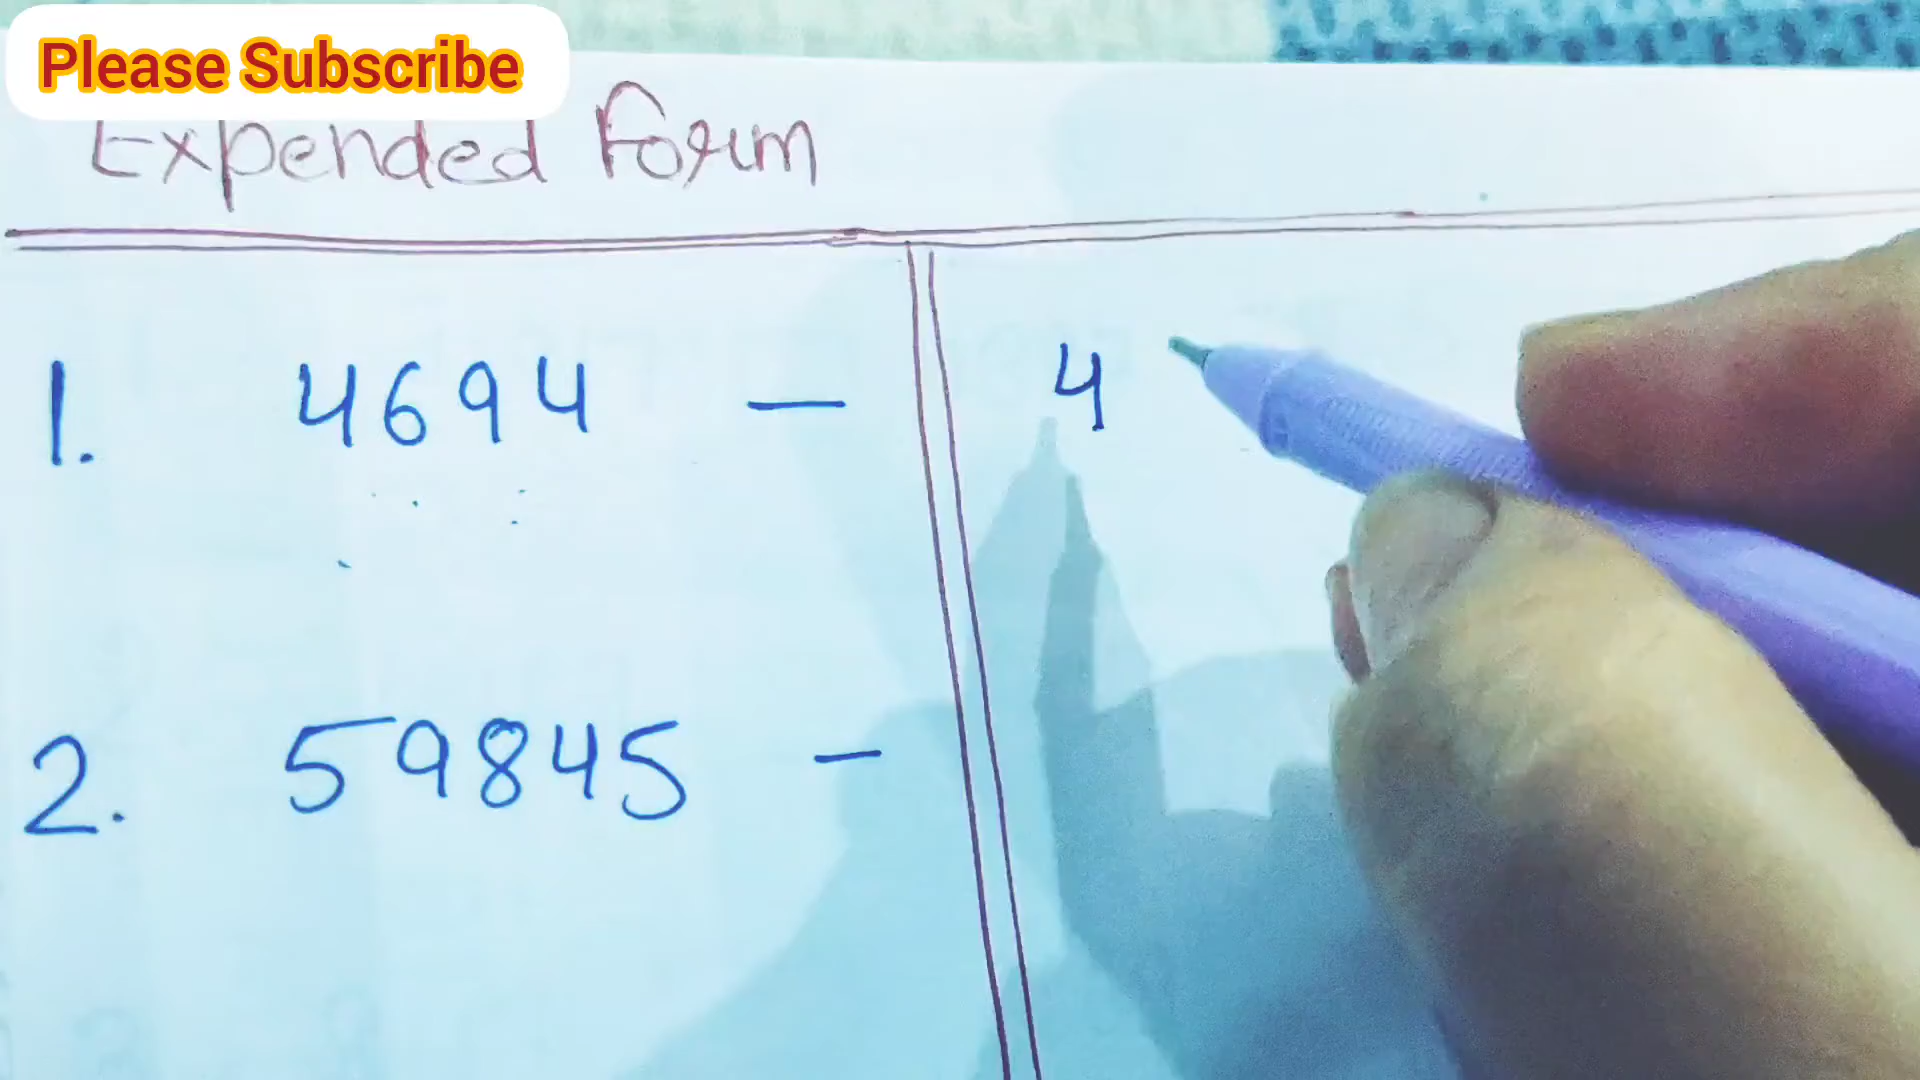 Please Subscribe
Expended Form
1. 4694 — 4
2. 59845 —